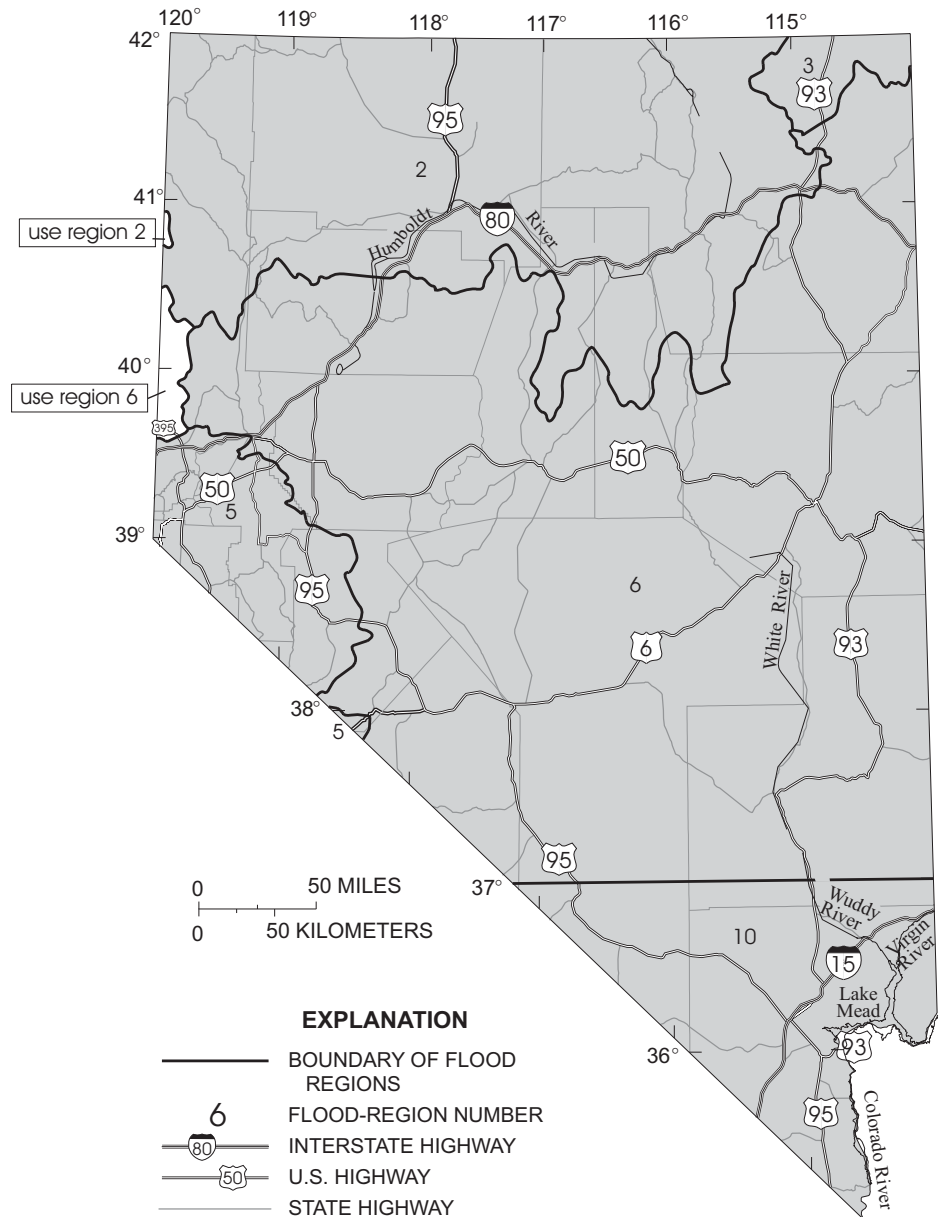 120° 119° 118° 117° 116° 115°
42°
3
93
95
2
41°
use region 2
Humboldt
River
80
40°
use region 6
395
50
50
5
39°
95
6
White River
6
93
38°
5
95
37°
0 50 MILES
0 50 KILOMETERS
Wuddy
River
Virgin
River
10
15
Lake
Mead
36°
93
95
Colorado River
EXPLANATION
BOUNDARY OF FLOOD
REGIONS
6 FLOOD-REGION NUMBER
80 INTERSTATE HIGHWAY
50 U.S. HIGHWAY
STATE HIGHWAY